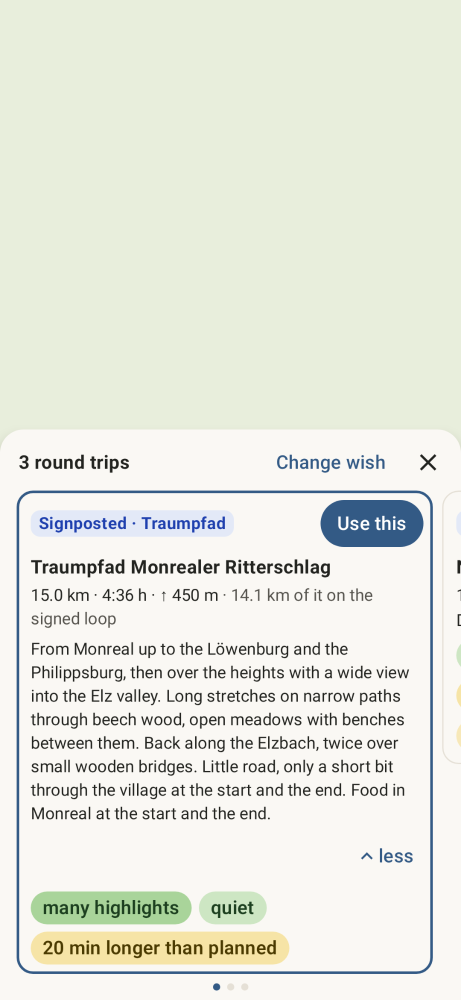 3 round trips
Change wish
Signposted · Traumpfad
Use this
Traumpfad Monrealer Ritterschlag
15.0 km · 4:36 h · ↑ 450 m · 14.1 km of it on the
signed loop
From Monreal up to the Löwenburg and the
Philippsburg, then over the heights with a wide view
into the Elz valley. Long stretches on narrow paths
through beech wood, open meadows with benches
between them. Back along the Elzbach, twice over
small wooden bridges. Little road, only a short bit
through the village at the start and the end. Food in
Monreal at the start and the end.
less
many highlights
quiet
20 min longer than planned